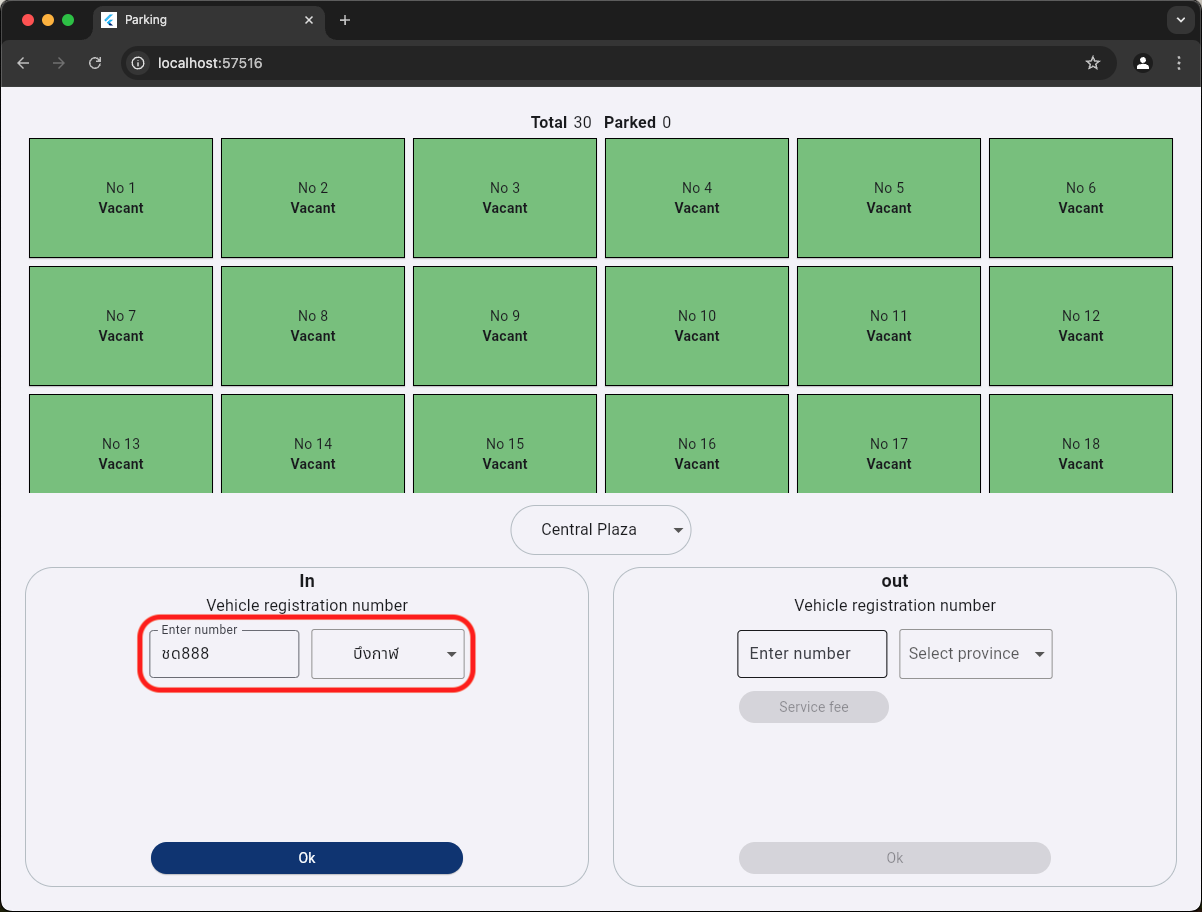 Parking
localhost:57516
Total 30 Parked 0
No 1 No 2 No 3 No 4 No 5 No 6
Vacant Vacant Vacant Vacant Vacant Vacant
No 7 No 8 No 9 No 10 No 11 No 12
Vacant Vacant Vacant Vacant Vacant Vacant
No 13 No 14 No 15 No 16 No 17 No 18
Vacant Vacant Vacant Vacant Vacant Vacant
Central Plaza
In
Vehicle registration number
Enter number
ชด888 บึงกาฬ
Ok
out
Vehicle registration number
Enter number Select province
Service fee
Ok